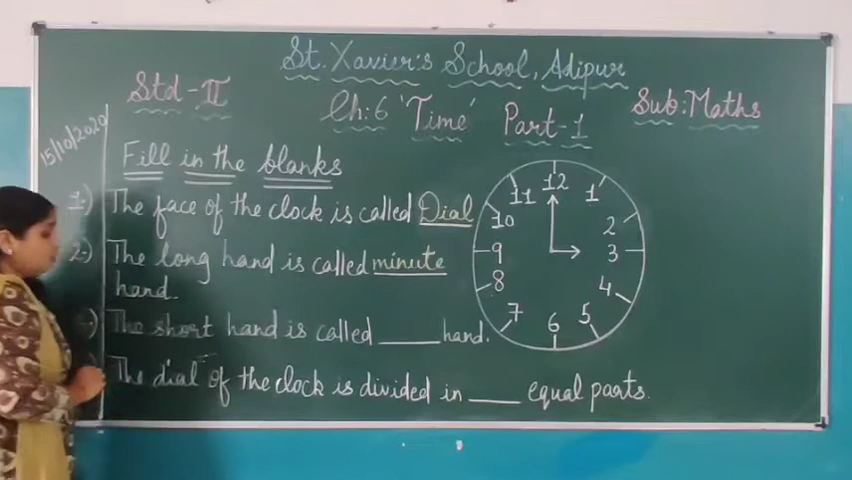 St. Xavier's School, Adipur
Std-II
Ch:6 'Time' Part-1
Sub:Maths
15/10/2020
Fill in the blanks
1.) The face of the clock is called Dial
2.) The long hand is called minute
hand.
The short hand is called ____ hand.
The dial of the clock is divided in ____ equal parts.
12
11 1
10 2
9 3
8 4
7 5
6